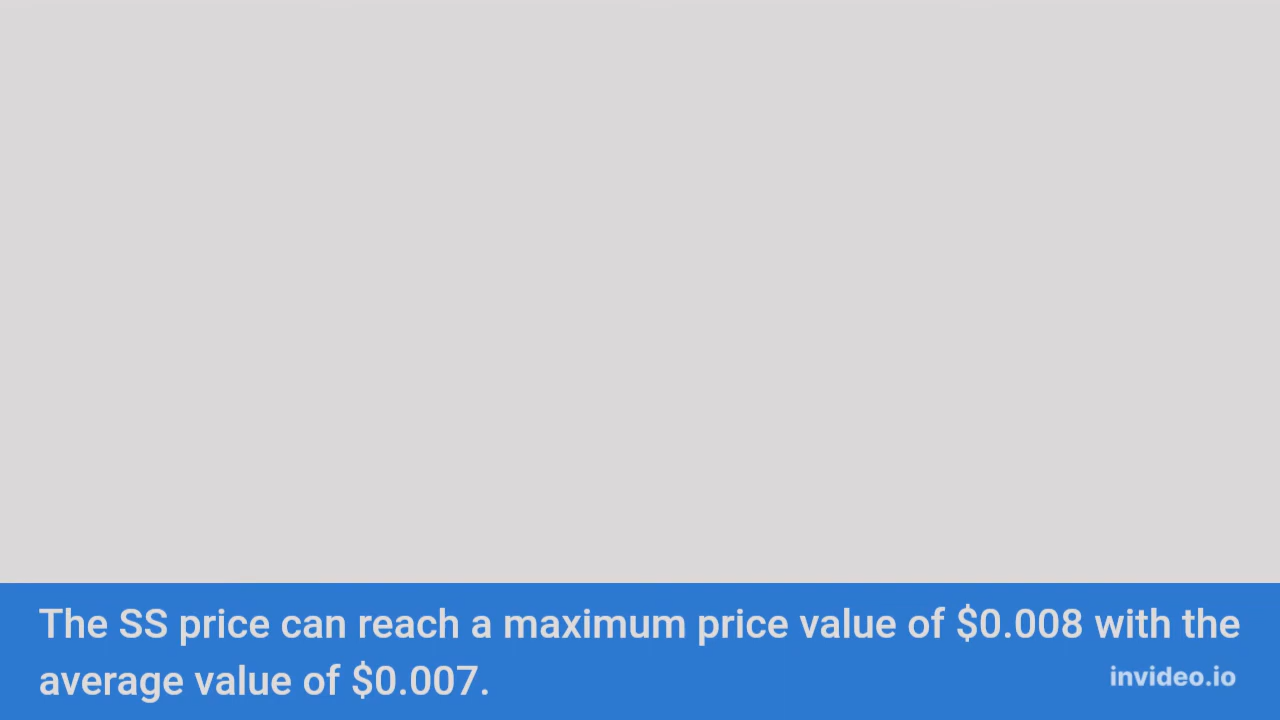 The SS price can reach a maximum price value of $0.008 with the
average value of $0.007.
invideo.io